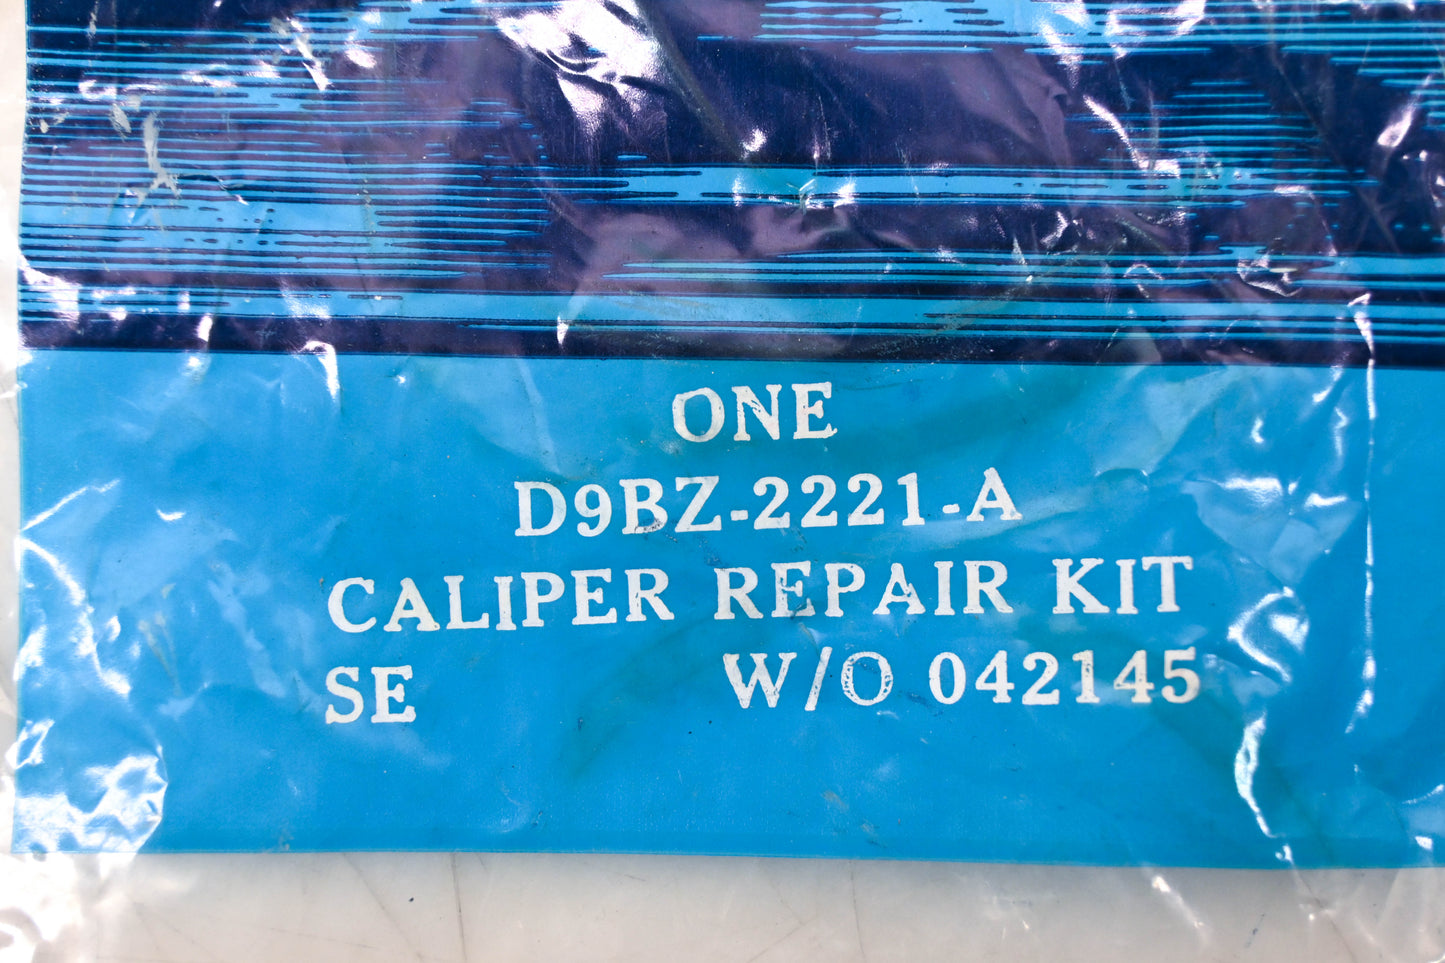 ONE
D9BZ-2221-A
CALIPER REPAIR KIT
SE W/O 042145